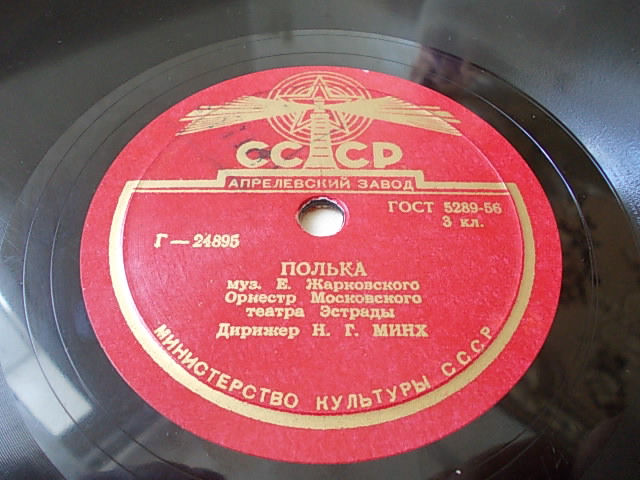 СССР
АПРЕЛЕВСКИЙ ЗАВОД
ГОСТ 5289-56
3 кл.
Г — 24895
ПОЛЬКА
муз. Е. Жарковского
Оркестр Московского
театра Эстрады
Дирижер Н. Г. МИНХ
МИНИСТЕРСТВО КУЛЬТУРЫ СССР